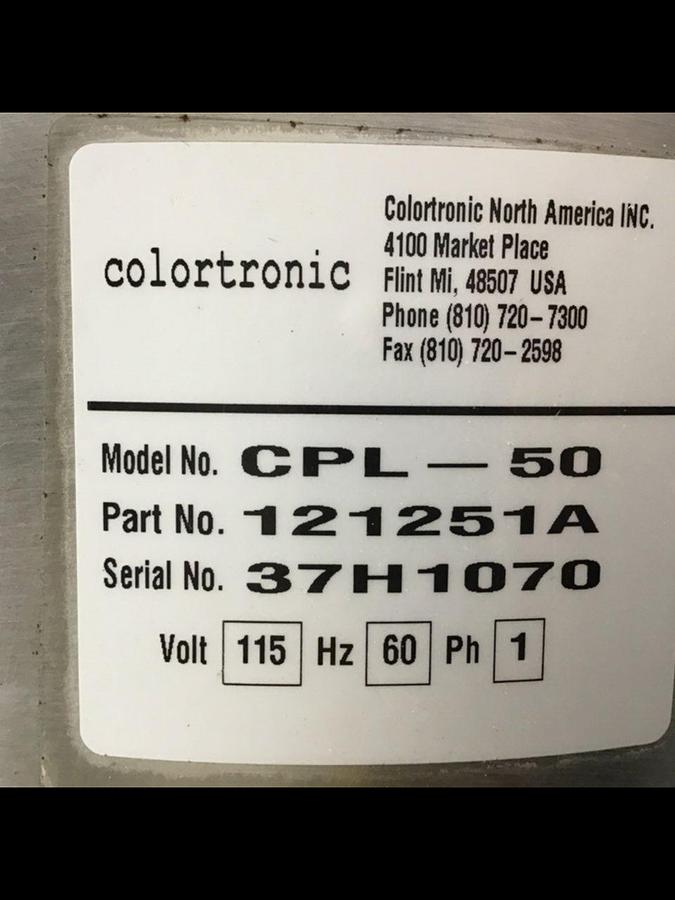 colortronic
Colortronic North America INC.
4100 Market Place
Flint Mi, 48507 USA
Phone (810) 720-7300
Fax (810) 720-2598
Model No. CPL - 50
Part No. 121251A
Serial No. 37H1070
Volt 115 Hz 60 Ph 1